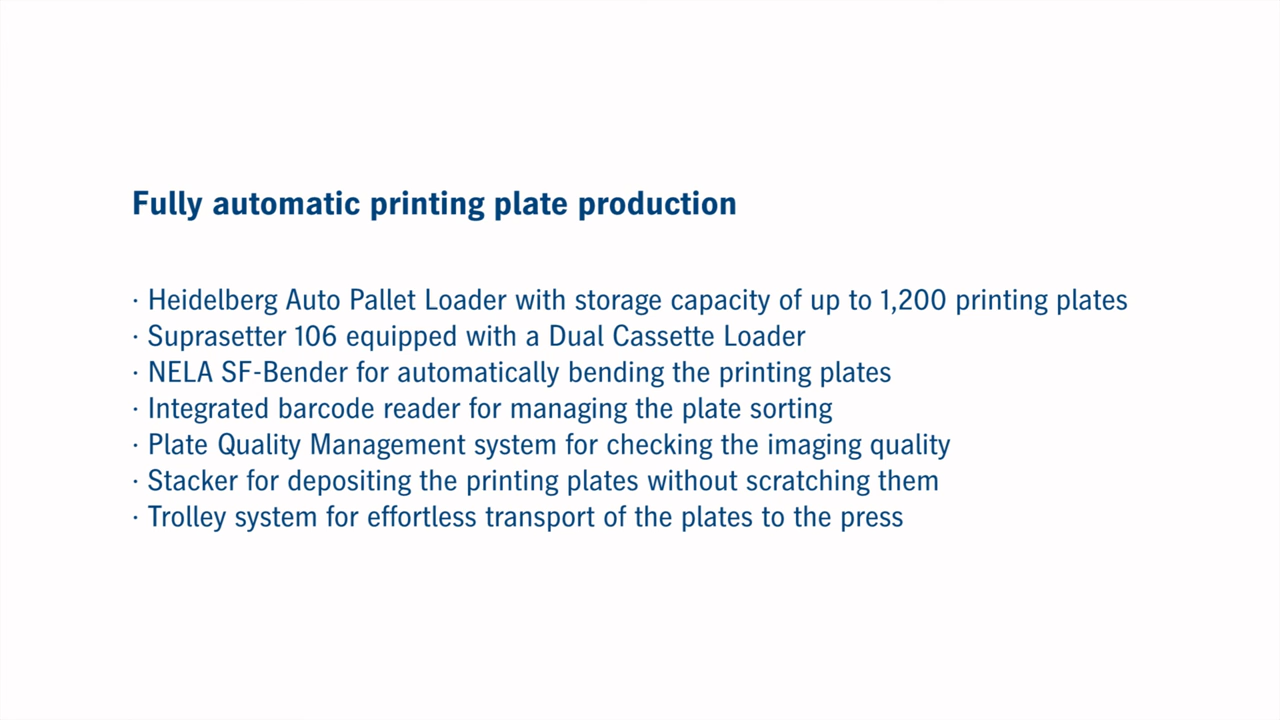 Fully automatic printing plate production
· Heidelberg Auto Pallet Loader with storage capacity of up to 1,200 printing plates
· Suprasetter 106 equipped with a Dual Cassette Loader
· NELA SF-Bender for automatically bending the printing plates
· Integrated barcode reader for managing the plate sorting
· Plate Quality Management system for checking the imaging quality
· Stacker for depositing the printing plates without scratching them
· Trolley system for effortless transport of the plates to the press